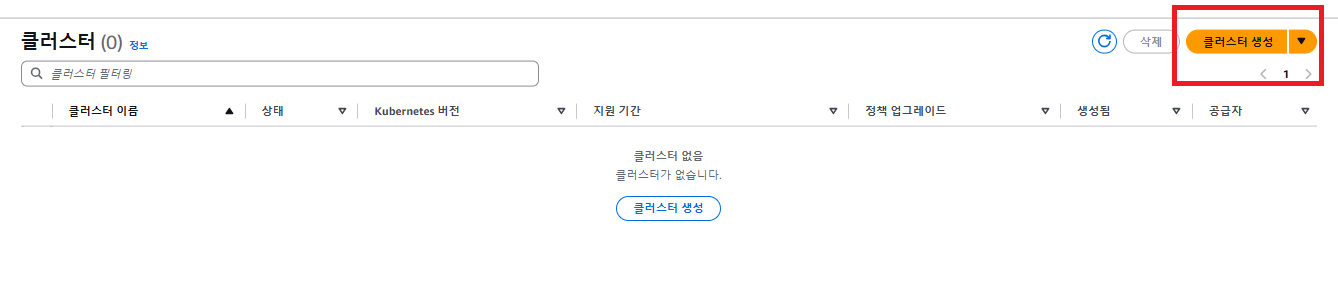 클러스터 (0) 정보
삭제
클러스터 생성
클러스터 필터링
1
클러스터 이름 상태 Kubernetes 버전 지원 기간 정책 업그레이드 생성됨 공급자
클러스터 없음
클러스터가 없습니다.
클러스터 생성